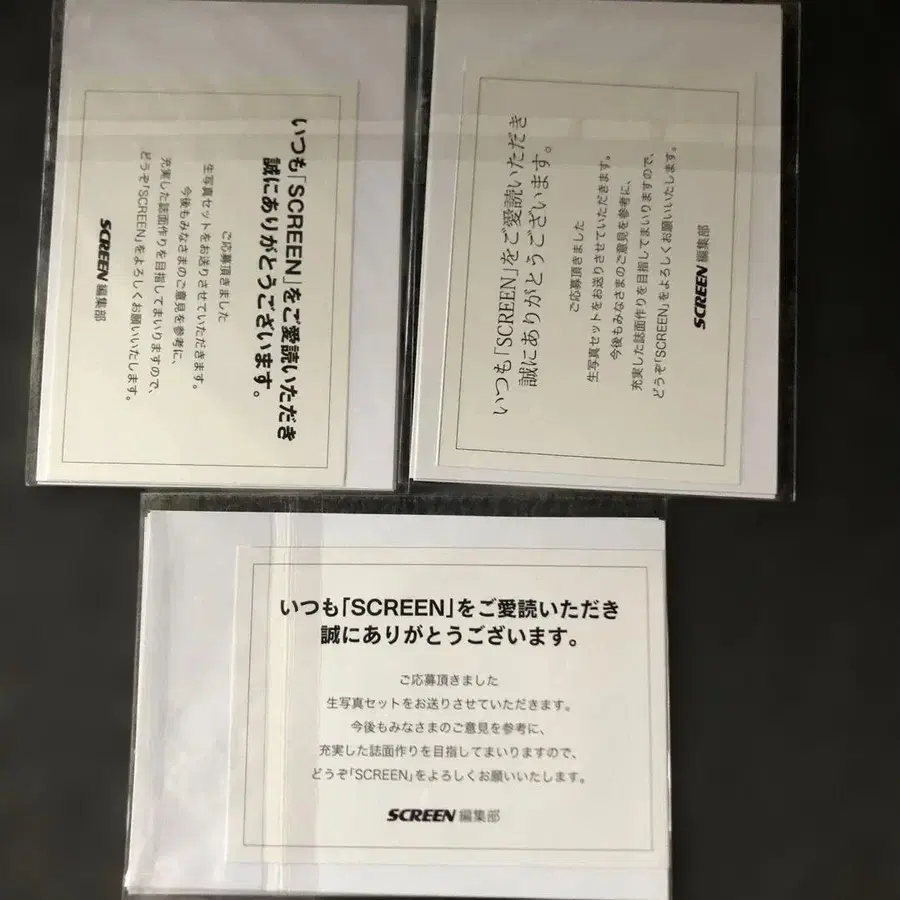 いつも「SCREEN」をご愛読いただき
誠にありがとうございます。
ご応募頂きました
生写真セットをお送りさせていただきます。
今後もみなさまのご意見を参考に、
充実した誌面作りを目指してまいりますので、
どうぞ「SCREEN」をよろしくお願いいたします。
SCREEN 編集部
いつも「SCREEN」をご愛読いただき
誠にありがとうございます。
ご応募頂きました
生写真セットをお送りさせていただきます。
今後もみなさまのご意見を参考に、
充実した誌面作りを目指してまいりますので、
どうぞ「SCREEN」をよろしくお願いいたします。
SCREEN 編集部
いつも「SCREEN」をご愛読いただき
誠にありがとうございます。
ご応募頂きました
生写真セットをお送りさせていただきます。
今後もみなさまのご意見を参考に、
充実した誌面作りを目指してまいりますので、
どうぞ「SCREEN」をよろしくお願いいたします。
SCREEN 編集部